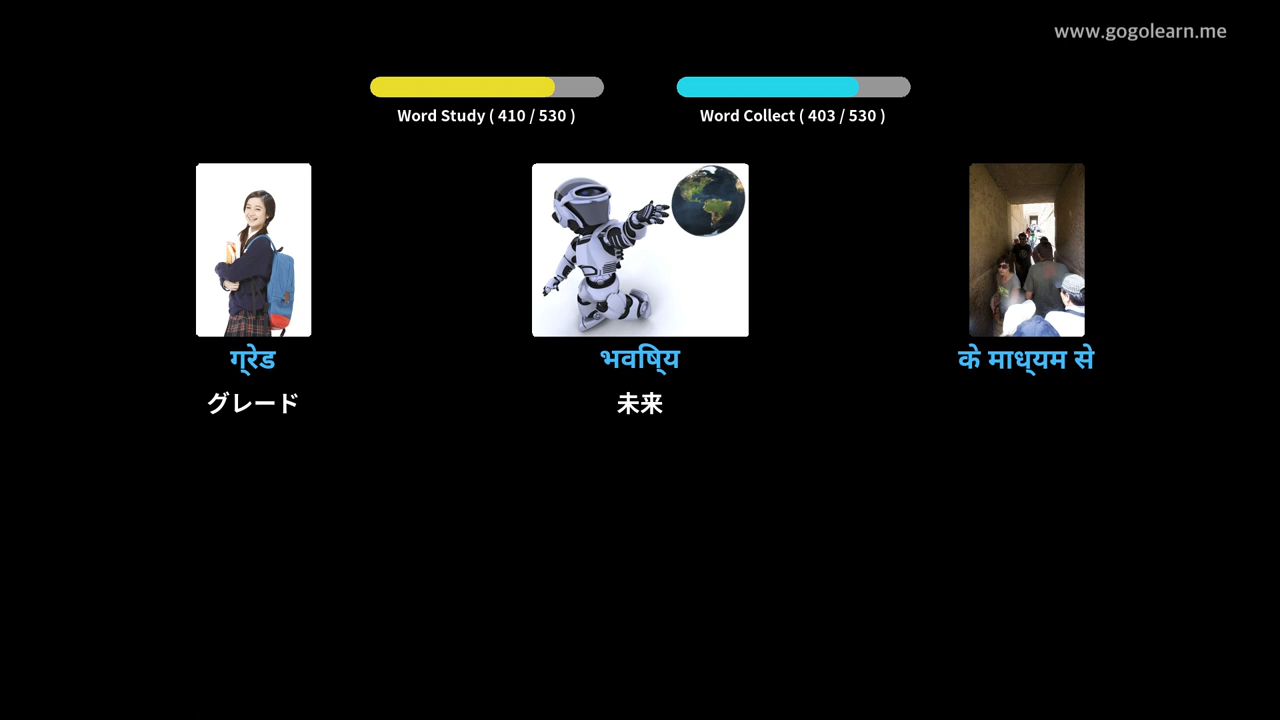 www.gogolearn.me
Word Study ( 410 / 530 )
Word Collect ( 403 / 530 )
ग्रेड
भविष्य
के माध्यम से
グレード
未来